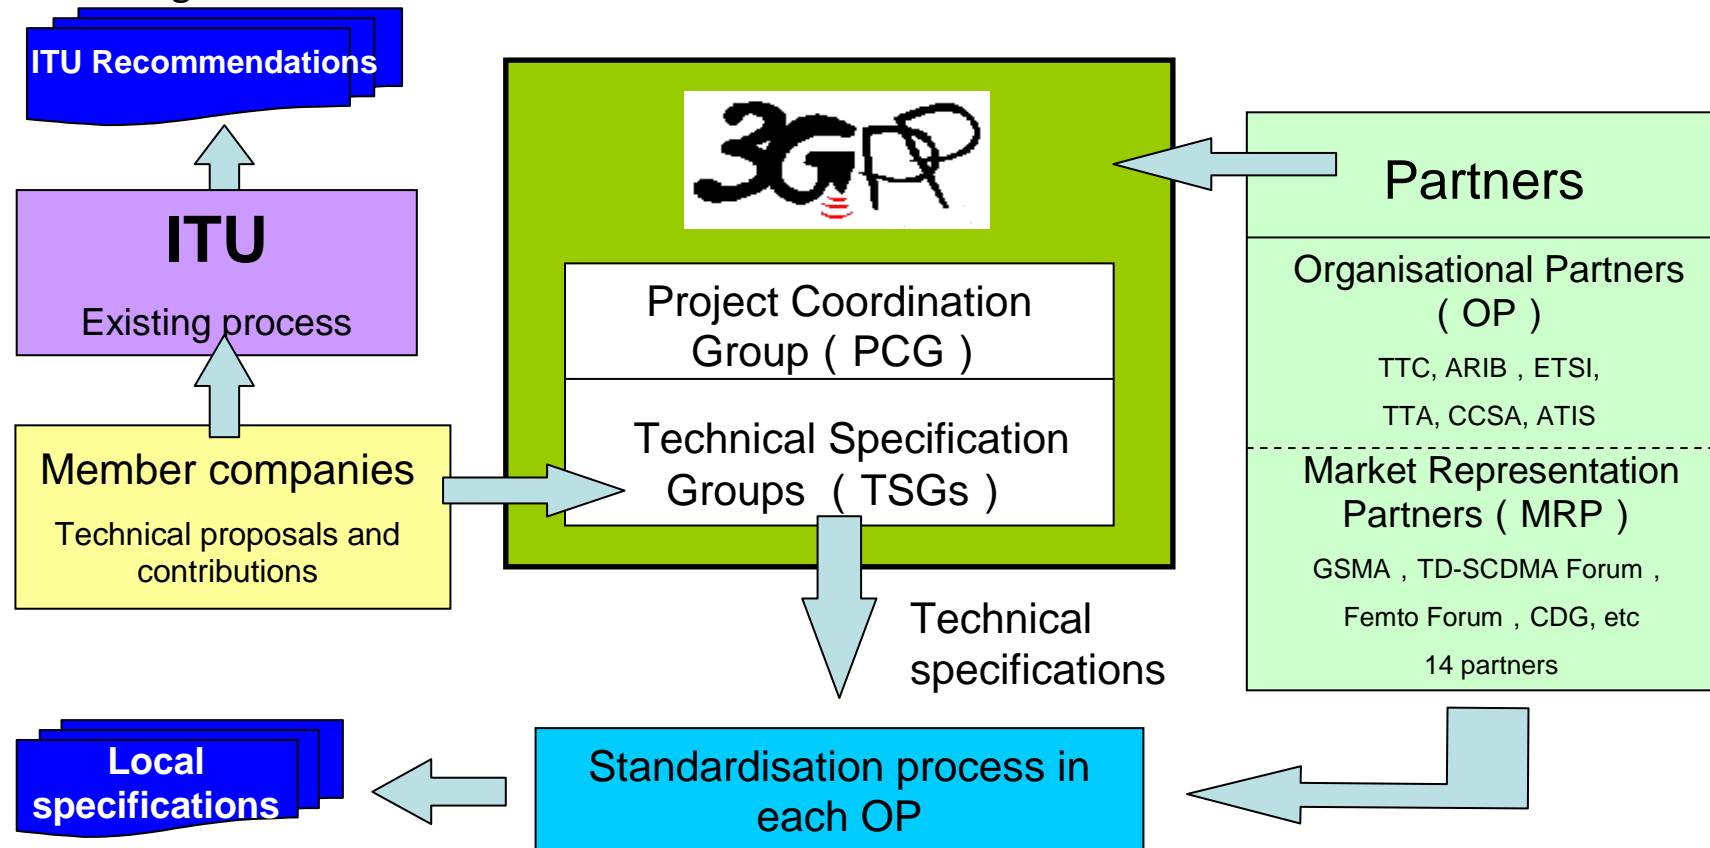 ITU Recommendations
ITU
Existing process
Member companies
Technical proposals and
contributions
3GPP
Project Coordination
Group ( PCG )
Technical Specification
Groups ( TSGs )
Technical
specifications
Partners
Organisational Partners
( OP )
TTC, ARIB , ETSI,
TTA, CCSA, ATIS
Market Representation
Partners ( MRP )
GSMA , TD-SCDMA Forum ,
Femto Forum , CDG, etc
14 partners
Standardisation process in
each OP
Local
specifications